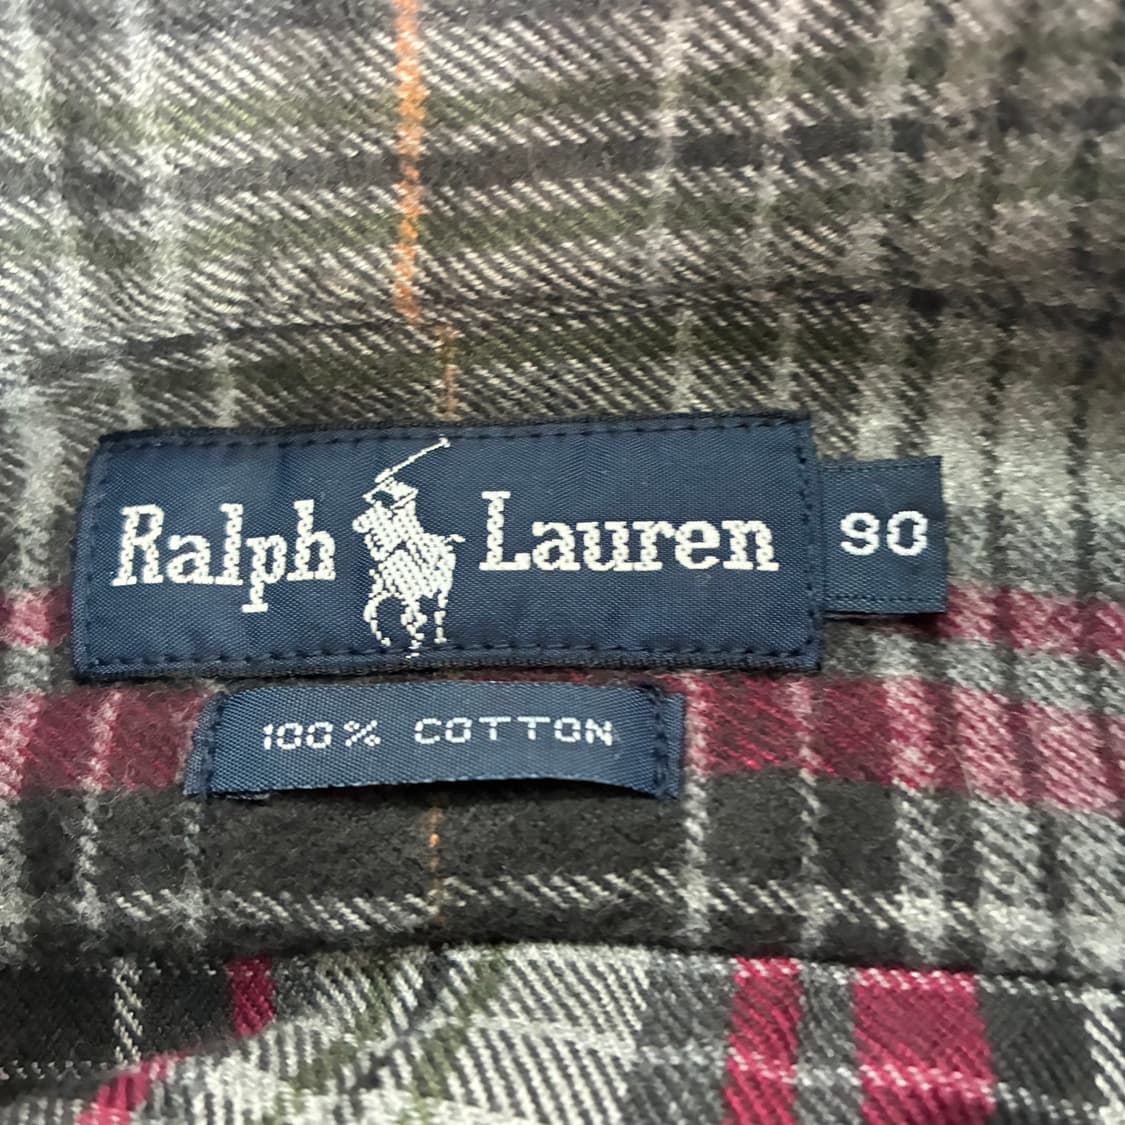 Ralph Lauren 90
100% COTTON